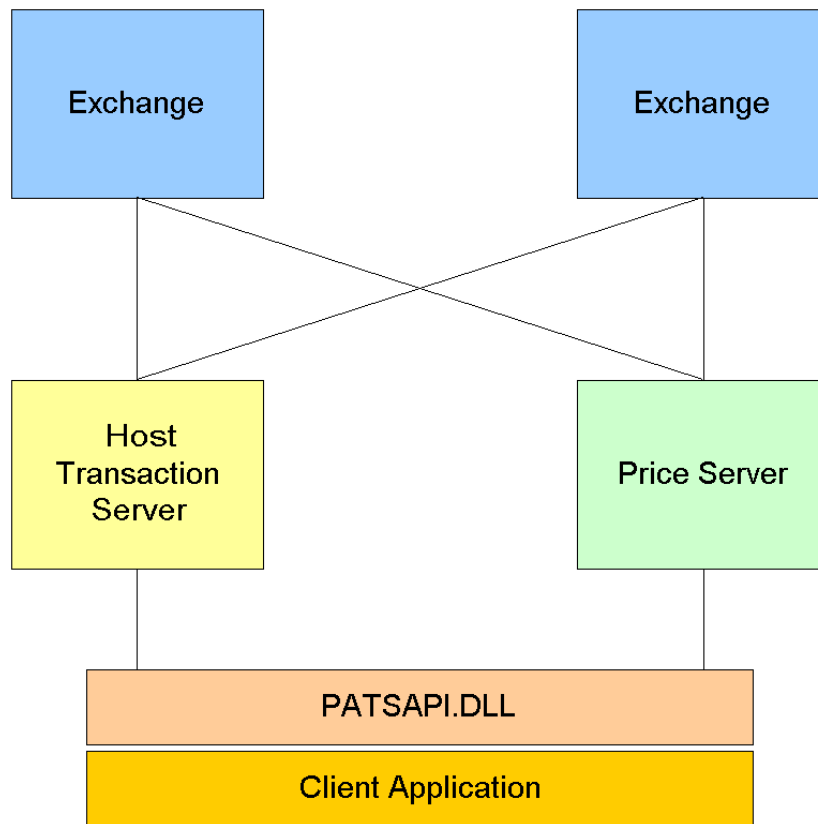 Exchange
Exchange
Host
Transaction
Server
Price Server
PATSAPI.DLL
Client Application